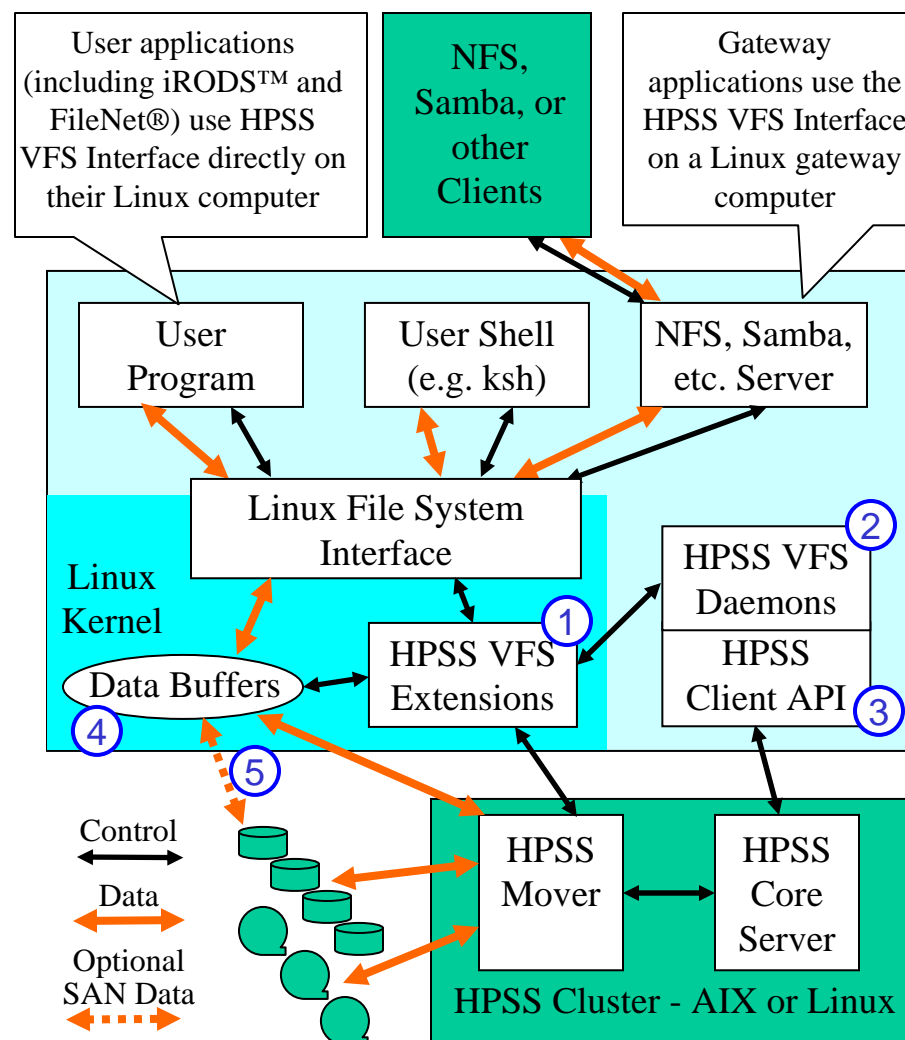 User applications
(including iRODS™ and
FileNet®) use HPSS
VFS Interface directly on
their Linux computer
NFS,
Samba, or
other
Clients
Gateway
applications use the
HPSS VFS Interface
on a Linux gateway
computer
User
Program
User Shell
(e.g. ksh)
NFS, Samba,
etc. Server
Linux File System
Interface
Linux
Kernel
1
HPSS VFS
Extensions
2
HPSS VFS
Daemons
HPSS
Client API
3
Data Buffers
4
5
Control
Data
Optional
SAN Data
HPSS
Mover
HPSS
Core
Server
HPSS Cluster - AIX or Linux